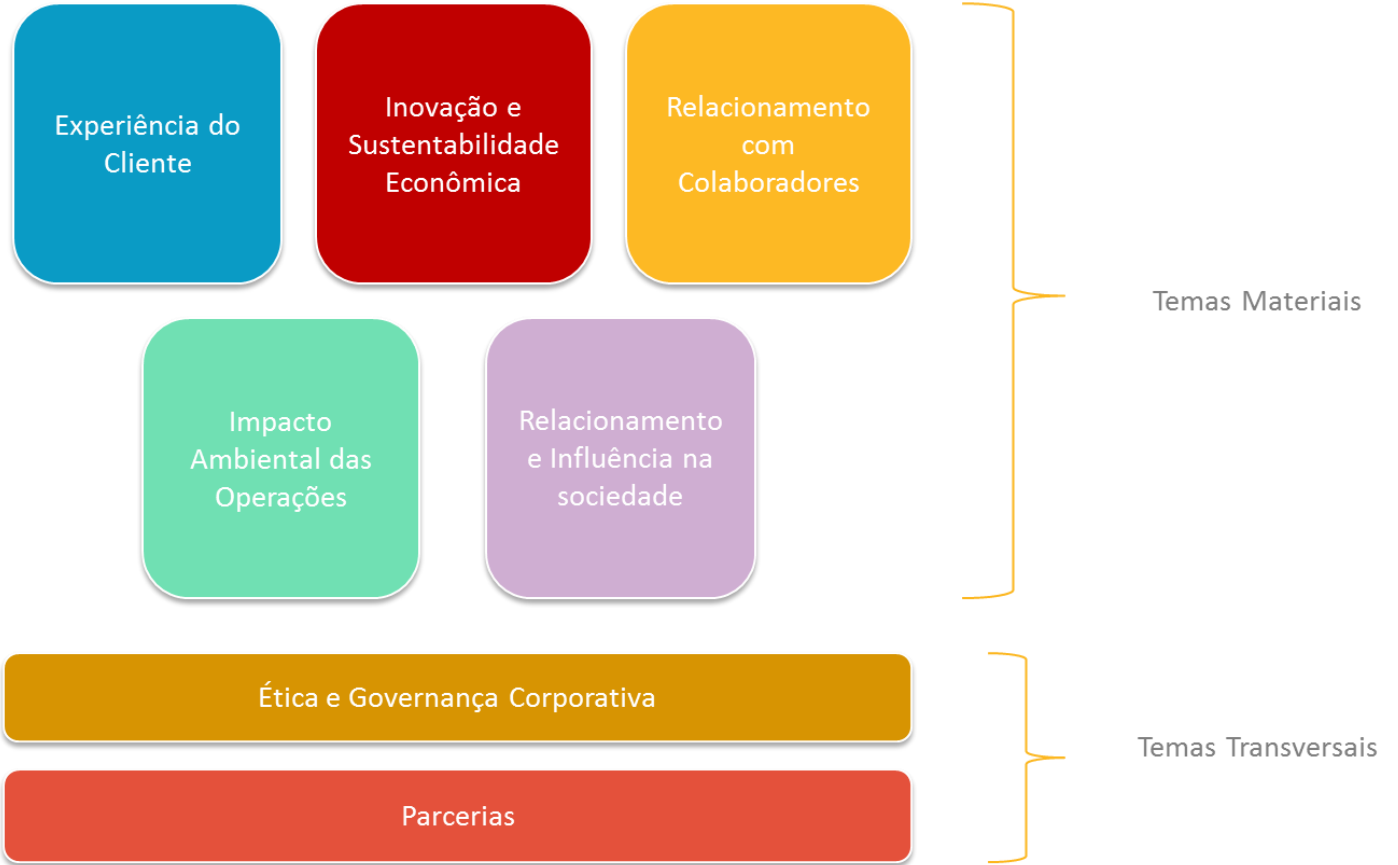 Experiência do
Cliente
Inovação e
Sustentabilidade
Econômica
Relacionamento
com
Colaboradores
Temas Materiais
Impacto
Ambiental das
Operações
Relacionamento
e Influência na
sociedade
Ética e Governança Corporativa
Temas Transversais
Parcerias